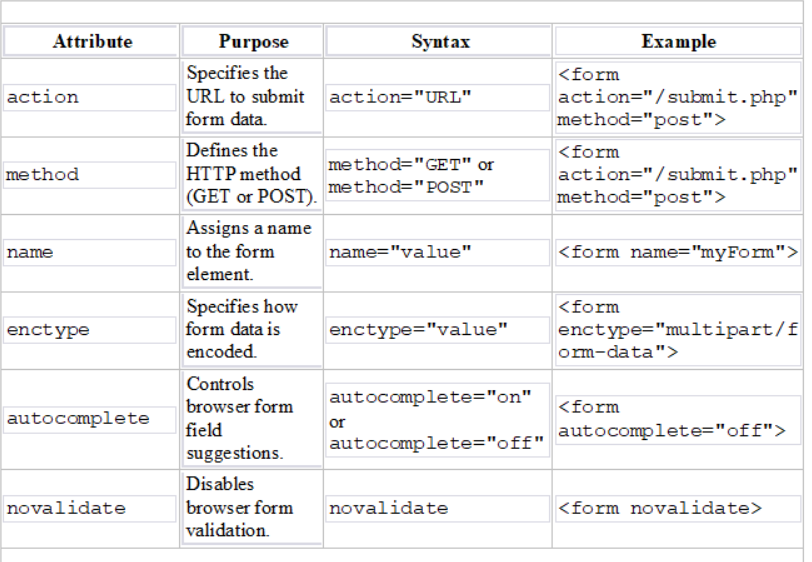 Attribute Purpose Syntax Example
action
Specifies the
URL to submit
form data.
action="URL"
<form
action="/submit.php"
method="post">
method
Defines the
HTTP method
(GET or POST).
method="GET" or
method="POST"
<form
action="/submit.php"
method="post">
name
Assigns a name
to the form
element.
name="value"
<form name="myForm">
enctype
Specifies how
form data is
encoded.
enctype="value"
<form
enctype="multipart/f
orm-data">
autocomplete
Controls
browser form
field
suggestions.
autocomplete="on"
or
autocomplete="off"
<form
autocomplete="off">
novalidate
Disables
browser form
validation.
novalidate
<form novalidate>